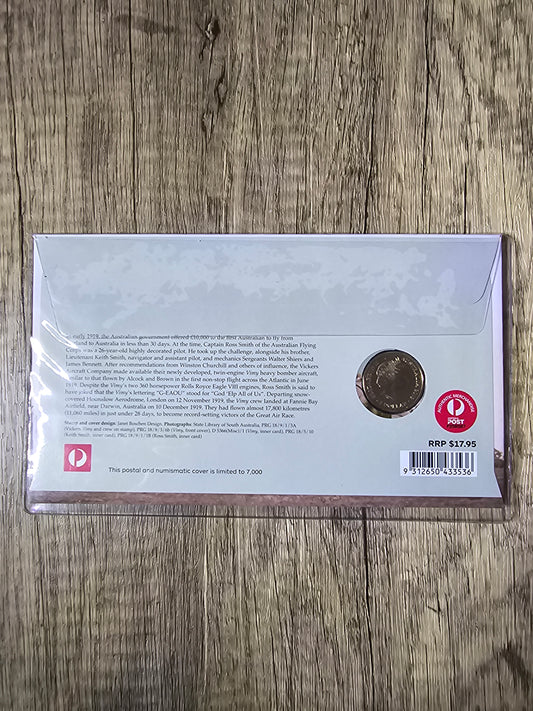 n early 1919, the Australian government offered £10,000 to the first Australian to fly from
land to Australia in less than 30 days. At the time, Captain Ross Smith of the Australian Flying
Corps was a 26-year-old highly decorated pilot. He took up the challenge, alongside his brother,
Lieutenant Keith Smith, navigator and assistant pilot, and mechanics Sergeants Walter Shiers and
James Bennett. After recommendations from Winston Churchill and others of influence, the Vickers
Aircraft Company made available their newly developed, twin-engine Vimy heavy bomber aircraft,
similar to that flown by Alcock and Brown in the first non-stop flight across the Atlantic in June
1919. Despite the Vimy's two 360 horsepower Rolls Royce Eagle VIII engines, Ross Smith is said to
have joked that the Vimy's lettering "G-EAOU" stood for "God 'Elp All of Us". Departing snow-
covered Hounslow Aerodrome, London on 12 November 1919, the Vimy crew landed at Fannie Bay
Airfield, near Darwin, Australia on 10 December 1919. They had flown almost 17,800 kilometres
(11,060 miles) in just under 28 days, to become record-setting victors of the Great Air Race.
Stamp and cover design: Janet Boschen Design. Photographs: State Library of South Australia, PRG 18/9/1/3A
(Vickers Vimy and crew on stamp), PRG 18/9/3/6b (Vimy, front cover), D 5366(Misc)/1 (Vimy, inner card), PRG 18/5/10
(Keith Smith, inner card), PRG 18/5/1B (Ross Smith, inner card)
This postal and numismatic cover is limited to 7,000
AUTHENTIC MERCHANDISE
POST
RRP $17.95
9 312650 433536